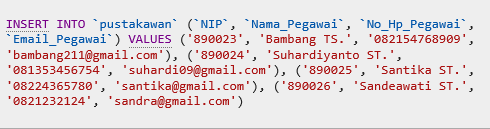 INSERT INTO `pustakawan` (`NIP`, `Nama_Pegawai`, `No_Hp_Pegawai`,
`Email_Pegawai`) VALUES ('890023', 'Bambang TS.', '082154768909',
'bambang211@gmail.com'), ('890024', 'Suhardiyanto ST.',
'081353456754', 'suhardi09@gmail.com'), ('890025', 'Santika ST.',
'08224365780', 'santika@gmail.com'), ('890026', 'Sandeawati ST.',
'0821232124', 'sandra@gmail.com')